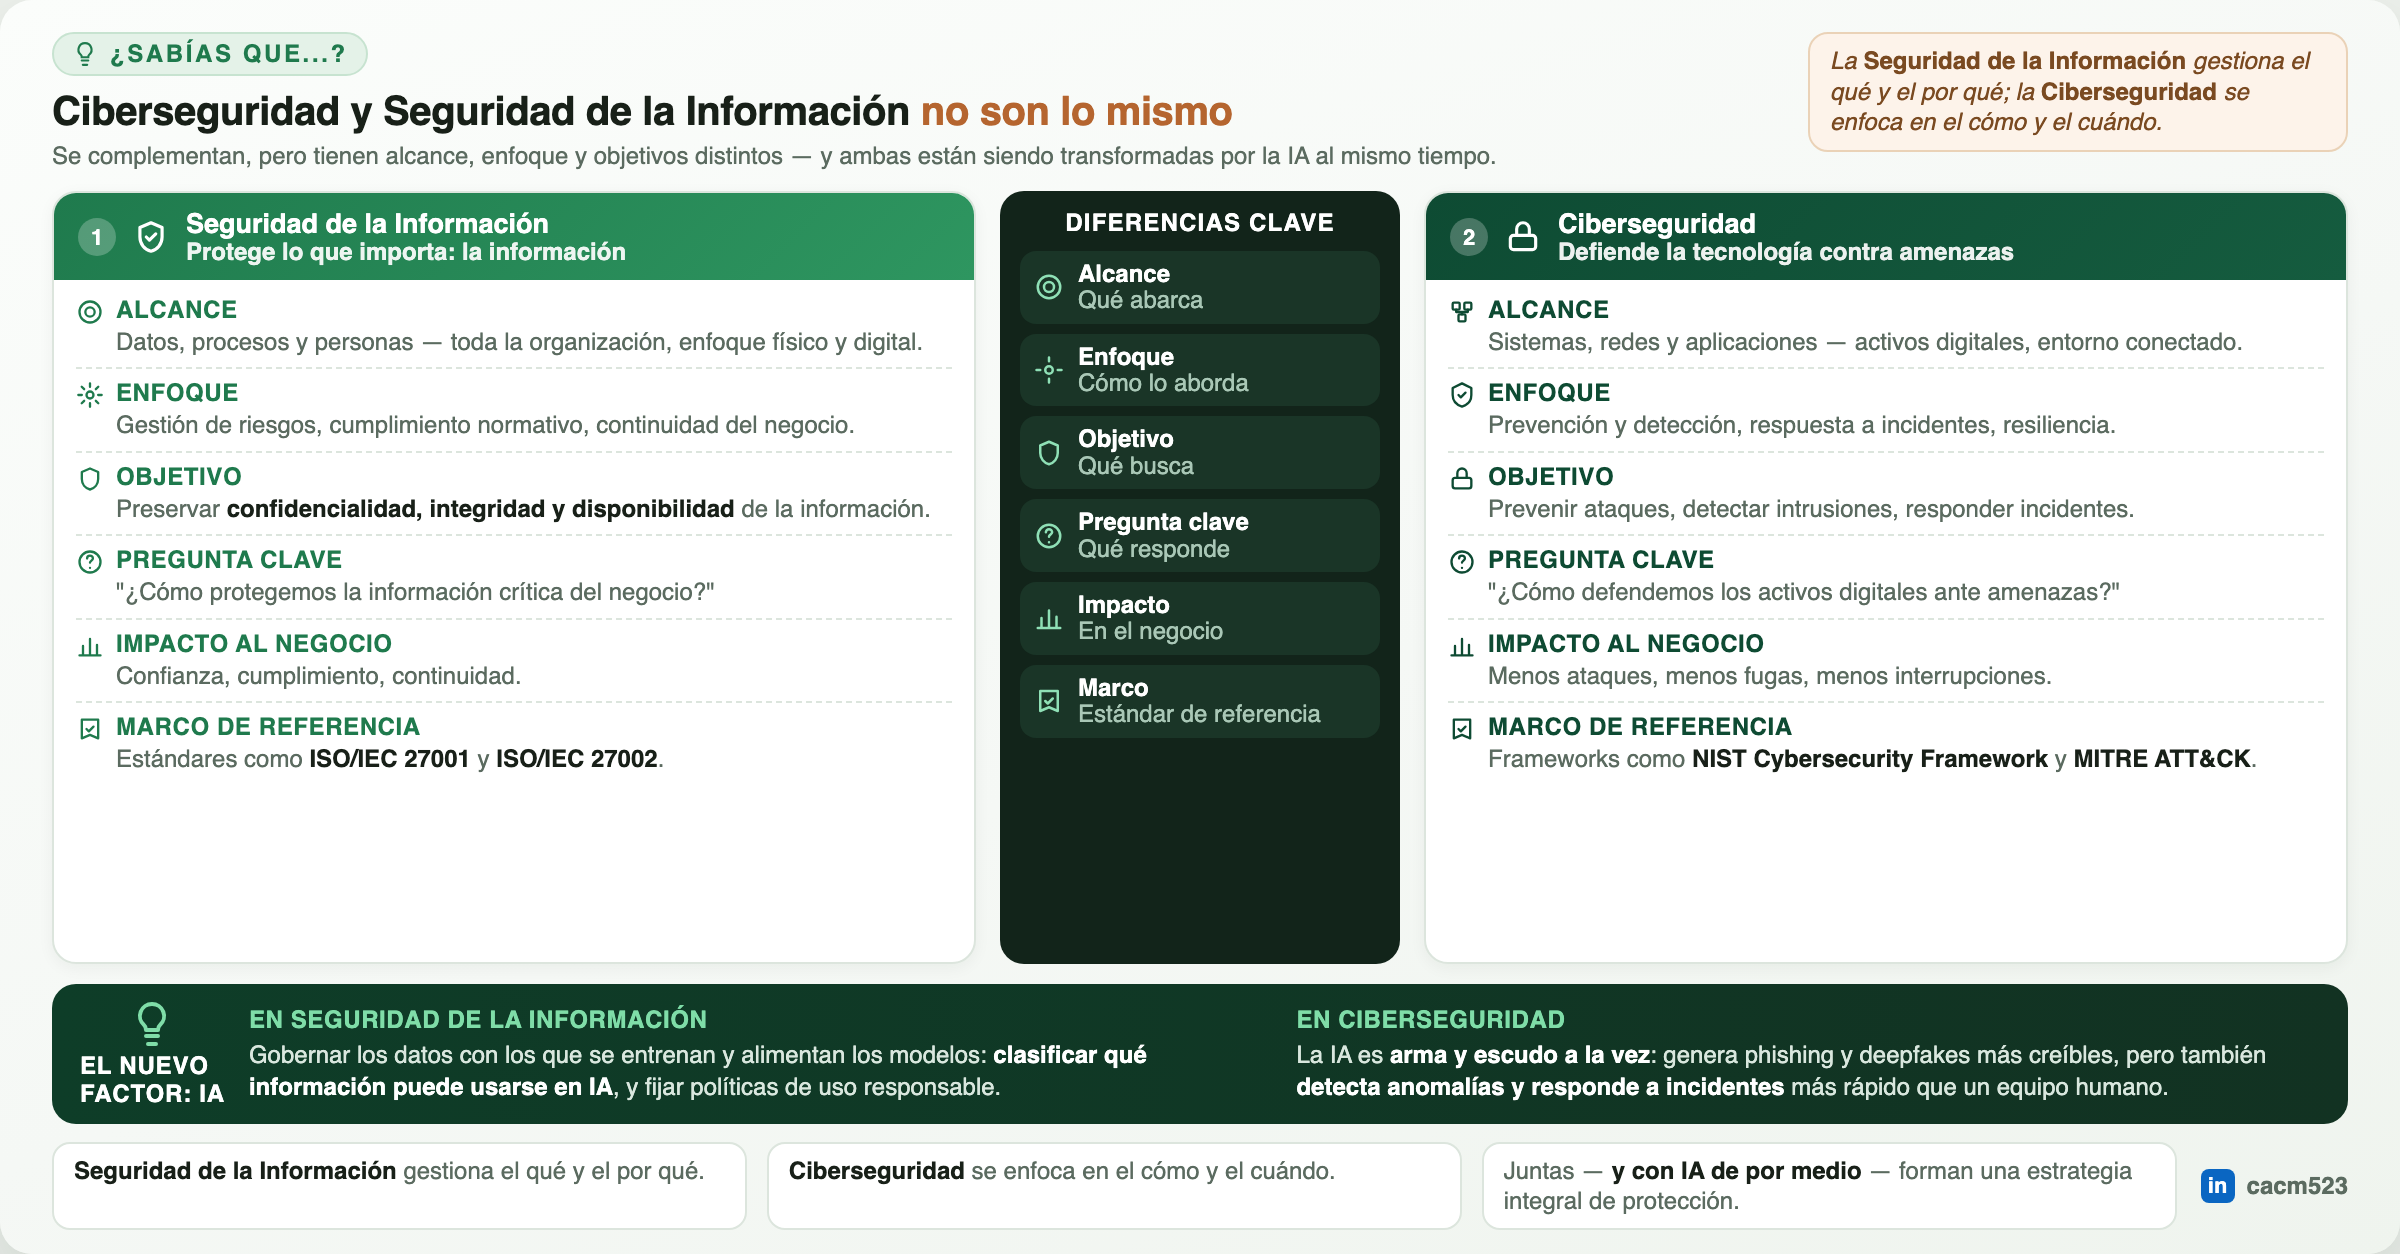 ¿SABÍAS QUE...?
Ciberseguridad y Seguridad de la Información no son lo mismo
Se complementan, pero tienen alcance, enfoque y objetivos distintos — y ambas están siendo transformadas por la IA al mismo tiempo.
La Seguridad de la Información gestiona el
qué y el por qué; la Ciberseguridad se
enfoca en el cómo y el cuándo.
1
Seguridad de la Información
Protege lo que importa: la información
ALCANCE
Datos, procesos y personas — toda la organización, enfoque físico y digital.
ENFOQUE
Gestión de riesgos, cumplimiento normativo, continuidad del negocio.
OBJETIVO
Preservar confidencialidad, integridad y disponibilidad de la información.
PREGUNTA CLAVE
"¿Cómo protegemos la información crítica del negocio?"
IMPACTO AL NEGOCIO
Confianza, cumplimiento, continuidad.
MARCO DE REFERENCIA
Estándares como ISO/IEC 27001 y ISO/IEC 27002.
DIFERENCIAS CLAVE
Alcance
Qué abarca
Enfoque
Cómo lo aborda
Objetivo
Qué busca
Pregunta clave
Qué responde
Impacto
En el negocio
Marco
Estándar de referencia
2
Ciberseguridad
Defiende la tecnología contra amenazas
ALCANCE
Sistemas, redes y aplicaciones — activos digitales, entorno conectado.
ENFOQUE
Prevención y detección, respuesta a incidentes, resiliencia.
OBJETIVO
Prevenir ataques, detectar intrusiones, responder incidentes.
PREGUNTA CLAVE
"¿Cómo defendemos los activos digitales ante amenazas?"
IMPACTO AL NEGOCIO
Menos ataques, menos fugas, menos interrupciones.
MARCO DE REFERENCIA
Frameworks como NIST Cybersecurity Framework y MITRE ATT&CK.
EL NUEVO
FACTOR: IA
EN SEGURIDAD DE LA INFORMACIÓN
Gobernar los datos con los que se entrenan y alimentan los modelos: clasificar qué
información puede usarse en IA, y fijar políticas de uso responsable.
EN CIBERSEGURIDAD
La IA es arma y escudo a la vez: genera phishing y deepfakes más creíbles, pero también
detecta anomalías y responde a incidentes más rápido que un equipo humano.
Seguridad de la Información gestiona el qué y el por qué.
Ciberseguridad se enfoca en el cómo y el cuándo.
Juntas — y con IA de por medio — forman una estrategia
integral de protección.
in cacm523